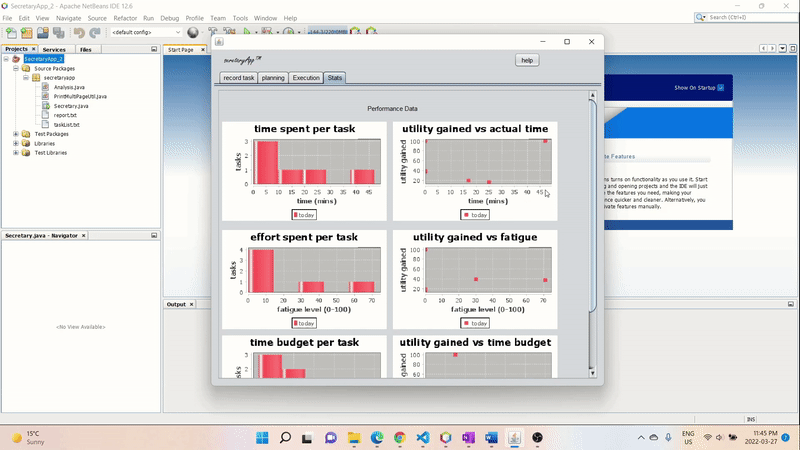 SecretaryApp_2 - Apache NetBeans IDE 12.6
File Edit View Navigate Source Refactor Run Debug Profile Team Tools Window Help
Search (Ctrl+I)
<default config>
Projects Services Files
Start Page
SecretaryApp_2
Source Packages
secretaryapp
Analysis.java
PrintMultiPageUtil.java
Secretary.java
report.txt
taskList.txt
Test Packages
Libraries
Test Libraries
Secretary.java - Navigator
<No View Available>
Output
Show On Startup
secretaryApp™
help
record task planning Execution Stats
Performance Data
time spent per task
tasks
3
2
1
0
0 5 10 15 20 25 30 35 40 45
time (mins)
today
utility gained vs actual time
utility gained
100
80
60
40
20
5 10 15 20 25 30 35 40 45
time (mins)
today
effort spent per task
tasks
4
3
2
1
0
0 10 20 30 40 50 60 70
fatigue level (0-100)
today
utility gained vs fatigue
utility gained
100
80
60
40
20
0 10 20 30 40 50 60 70
fatigue level (0-100)
today
time budget per task
tasks
3
2
1
utility gained vs time budget
gained
100
80
60
e Features
ns turns on functionality as you use it. Start
g and opening projects and the IDE will just
e the features you need, making your
nce quicker and cleaner. Alternatively, you
ivate features manually.
INS
15°C
Sunny
ENG
US
11:45 PM
2022-03-27